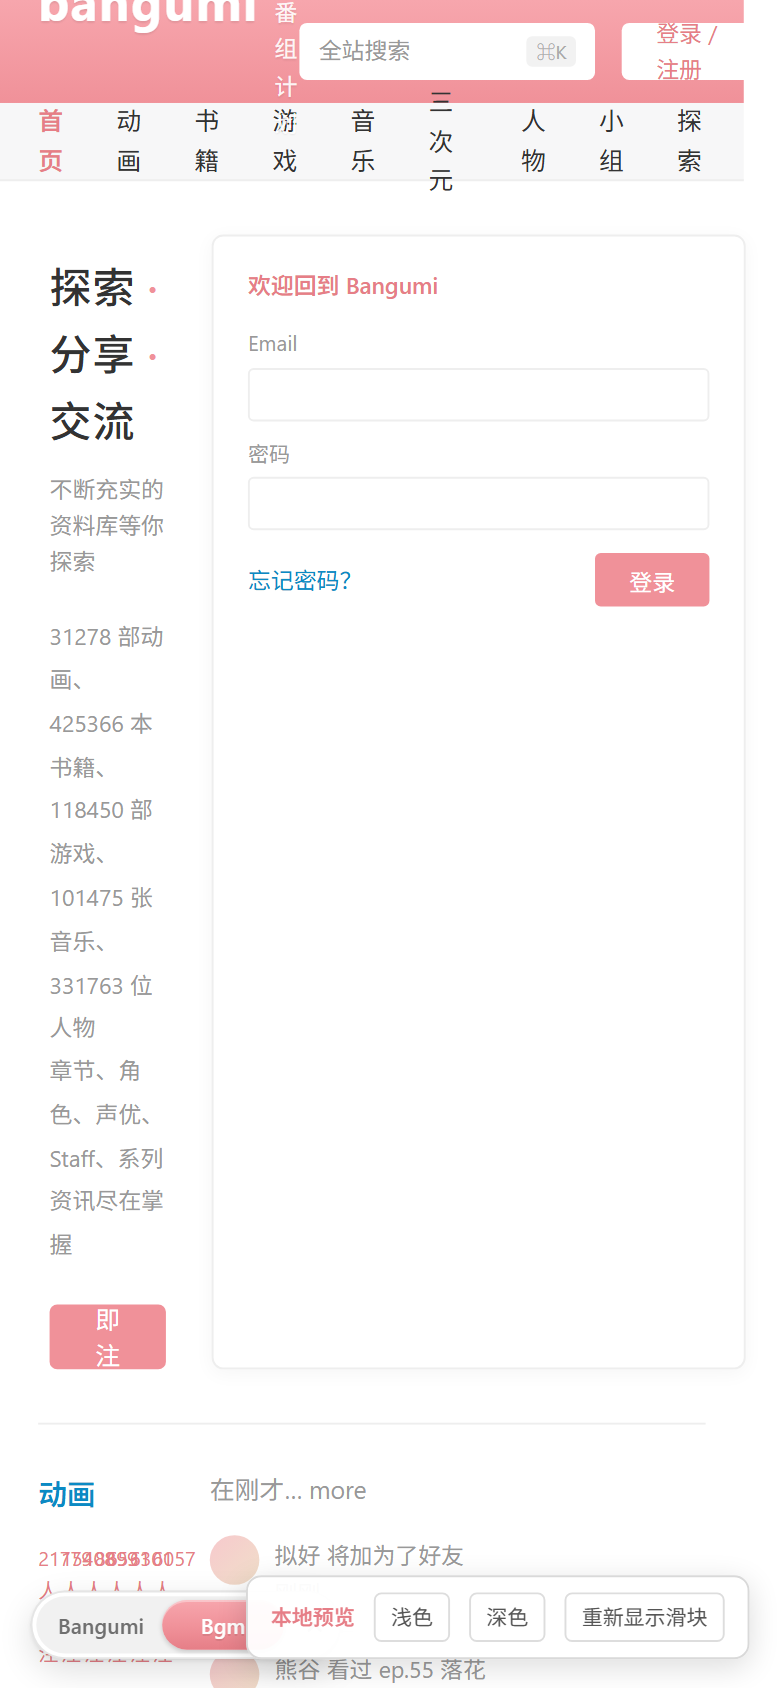 bangumi
番
组
计
全站搜索
⌘K
登录 /
注册
首页
动画
书籍
游戏
音乐
三次元
人物
小组
探索
探索 ·
分享 ·
交流
不断充实的
资料库等你
探索
31278 部动
画、
425366 本
书籍、
118450 部
游戏、
101475 张
音乐、
331763 位
人物
章节、角
色、声优、
Staff、系列
资讯尽在掌
握
即
注
欢迎回到 Bangumi
Email
密码
忘记密码?
登录
动画
在刚才... more
拟好 将加为了好友
Bangumi
Bgm
本地预览
浅色
深色
重新显示滑块
熊谷 看过 ep.55 落花